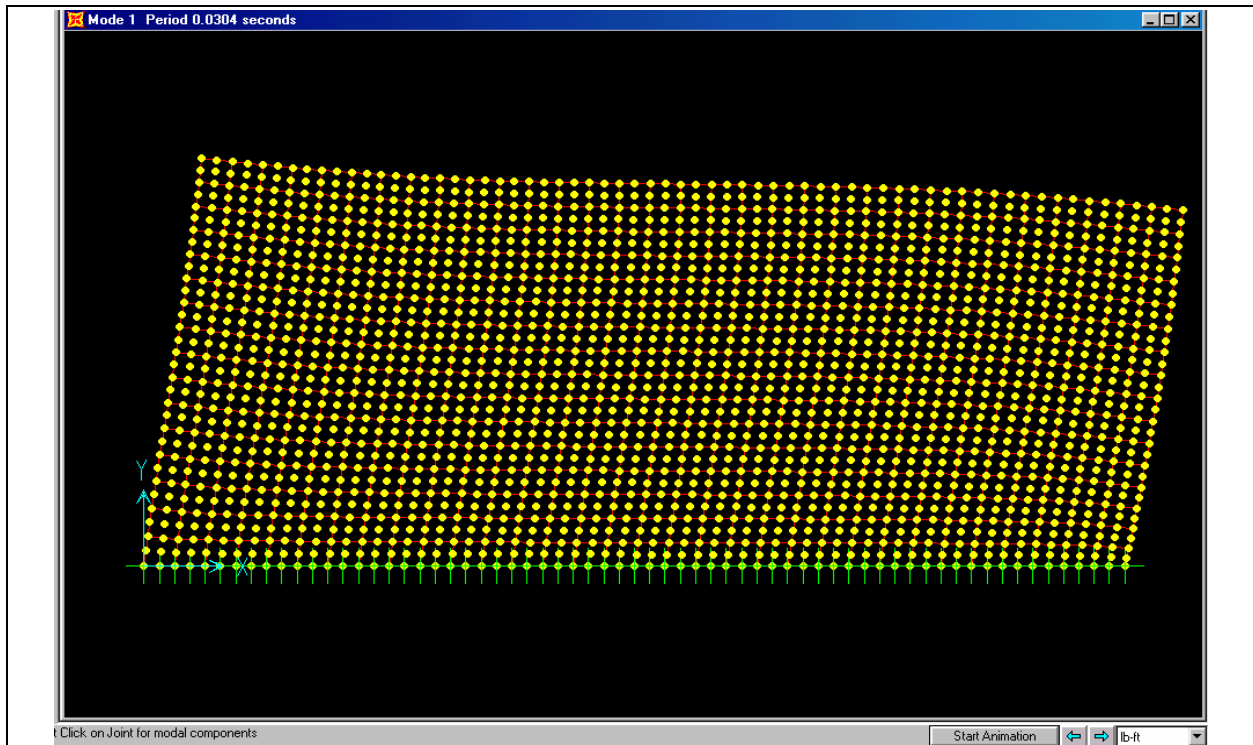 Mode 1 Period 0.0304 seconds
Y
X
t Click on Joint for modal components
Start Animation
lb-ft